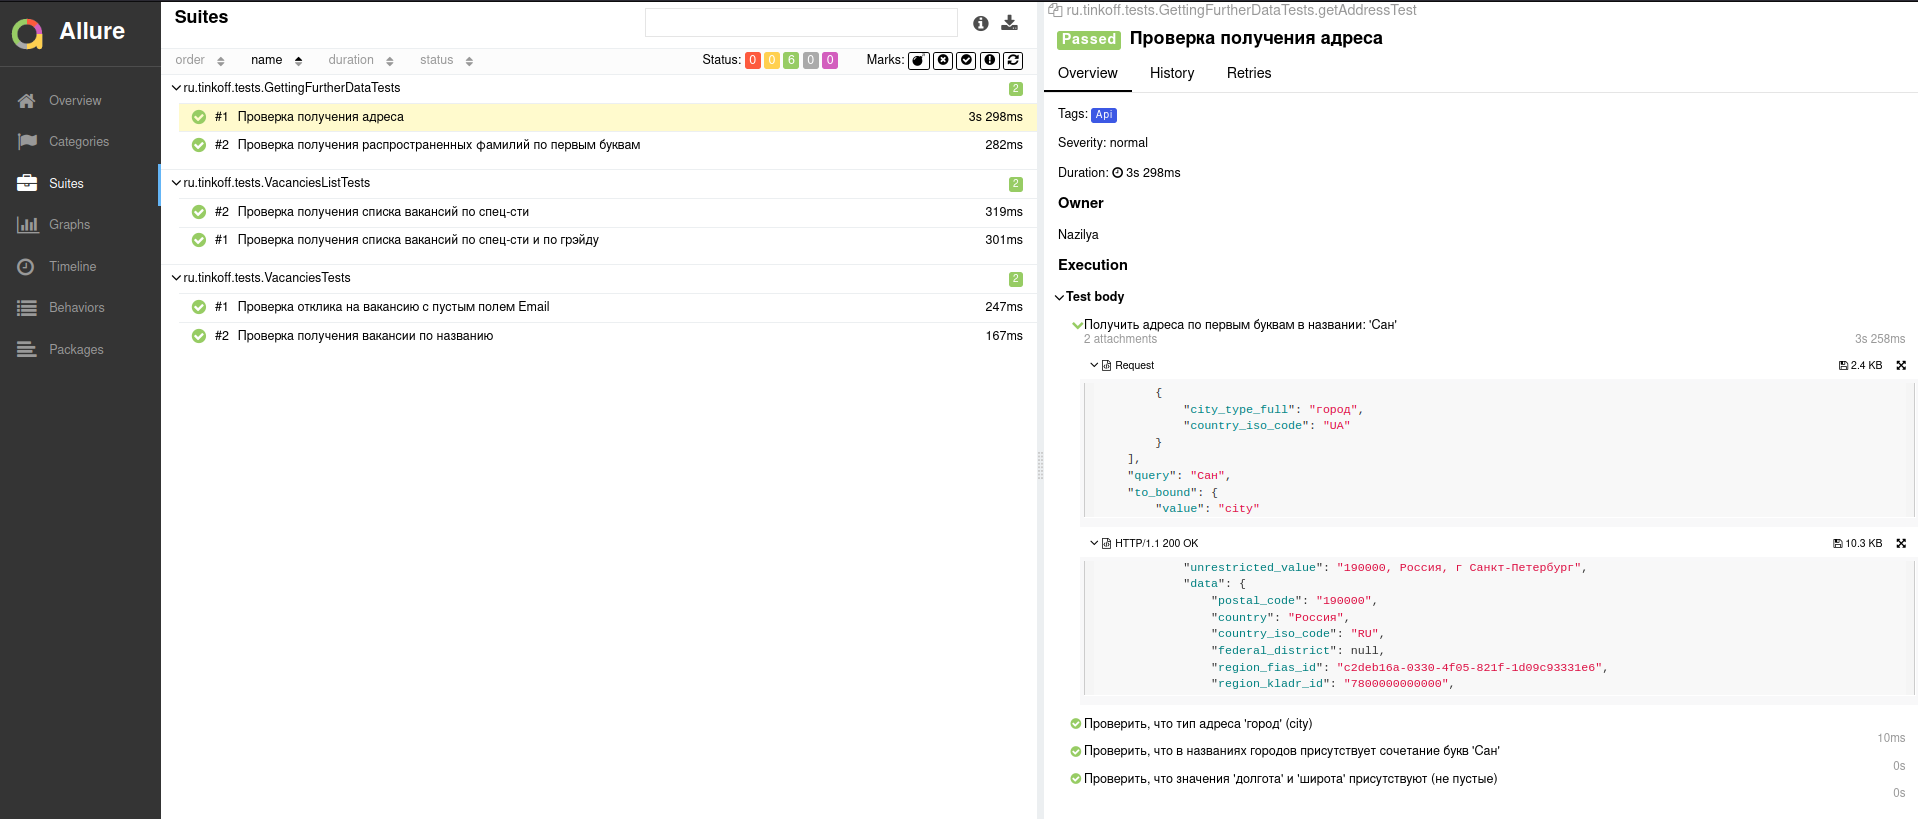 Allure
Overview
Categories
Suites
Graphs
Timeline
Behaviors
Packages
Suites
order name duration status Status: 0 0 6 0 0 Marks:
ru.tinkoff.tests.GettingFurtherDataTests 2
#1 Проверка получения адреса 3s 298ms
#2 Проверка получения распространенных фамилий по первым буквам 282ms
ru.tinkoff.tests.VacanciesListTests 2
#2 Проверка получения списка вакансий по спец-сти 319ms
#1 Проверка получения списка вакансий по спец-сти и по грэйду 301ms
ru.tinkoff.tests.VacanciesTests 2
#1 Проверка отклика на вакансию с пустым полем Email 247ms
#2 Проверка получения вакансии по названию 167ms
ru.tinkoff.tests.GettingFurtherDataTests.getAddressTest
Passed Проверка получения адреса
Overview History Retries
Tags: Api
Severity: normal
Duration: 3s 298ms
Owner
Nazilya
Execution
Test body
Получить адреса по первым буквам в названии: 'Сан'
2 attachments 3s 258ms
Request 2.4 KB
{
"city_type_full": "город",
"country_iso_code": "UA"
}
],
"query": "Сан",
"to_bound": {
"value": "city"
HTTP/1.1 200 OK 10.3 KB
"unrestricted_value": "190000, Россия, г Санкт-Петербург",
"data": {
"postal_code": "190000",
"country": "Россия",
"country_iso_code": "RU",
"federal_district": null,
"region_fias_id": "c2deb16a-0330-4f05-821f-1d09c93331e6",
"region_kladr_id": "7800000000000",
Проверить, что тип адреса 'город' (city)
10ms
Проверить, что в названиях городов присутствует сочетание букв 'Сан'
0s
Проверить, что значения 'долгота' и 'широта' присутствуют (не пустые)
0s